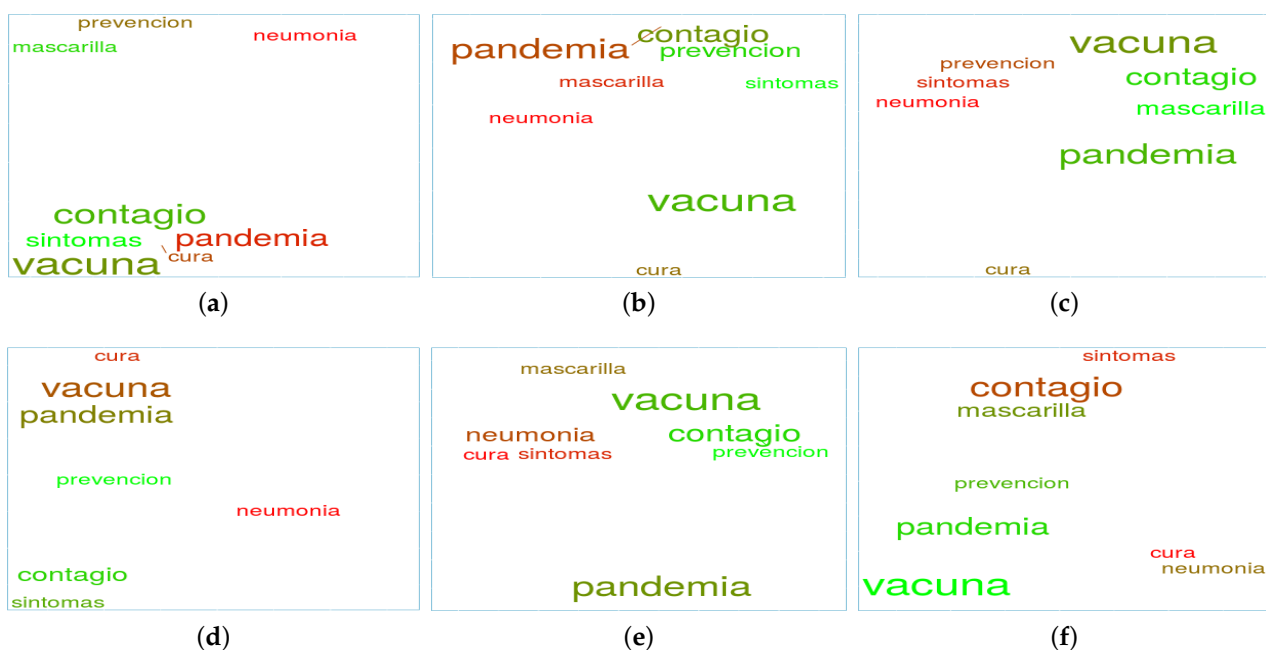 prevencion
neumonia
mascarilla
contagio
sintomas
pandemia
cura
vacuna
(a)
contagio
pandemia
prevencion
mascarilla
sintomas
neumonia
vacuna
cura
(b)
vacuna
prevencion
contagio
sintomas
neumonia
mascarilla
pandemia
cura
(c)
cura
vacuna
pandemia
prevencion
neumonia
contagio
sintomas
(d)
mascarilla
vacuna
neumonia
contagio
cura sintomas
prevencion
pandemia
(e)
sintomas
contagio
mascarilla
prevencion
pandemia
cura
neumonia
vacuna
(f)